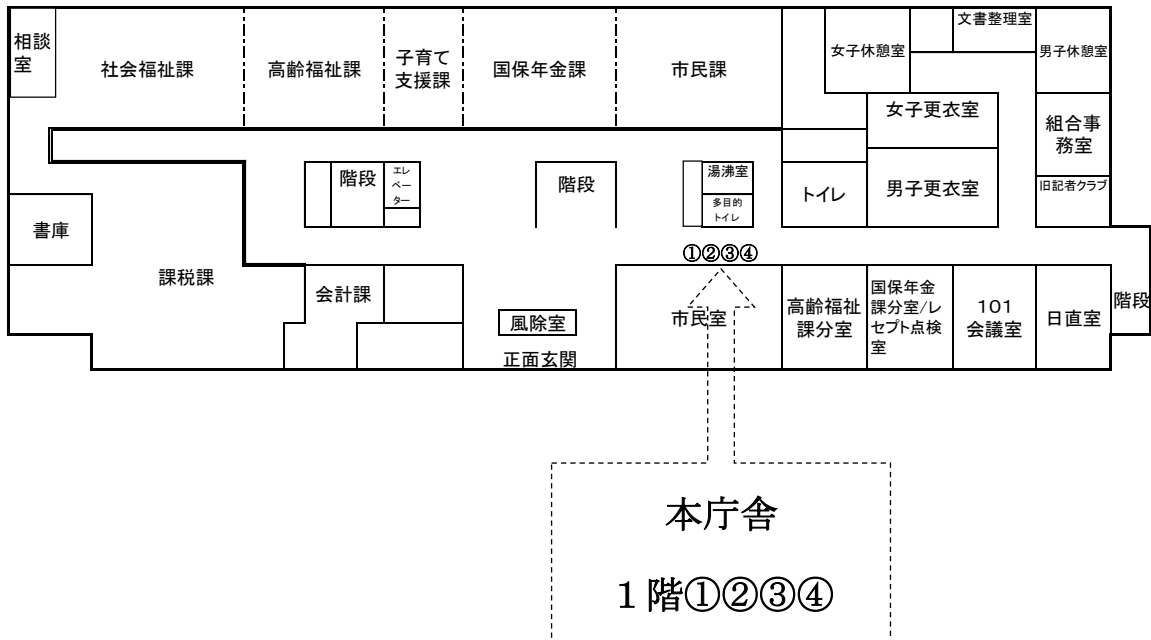 相談
室
社会福祉課
高齢福祉課
子育て
支援課
国保年金課
市民課
女子休憩室
文書整理室
男子休憩室
女子更衣室
組合事
務室
階段
エレ
ベー
ター
階段
湯沸室
多目的
トイレ
トイレ
男子更衣室
旧記者クラブ
書庫
①②③④
課税課
会計課
風除室
正面玄関
市民室
高齢福祉
課分室
国保年金
課分室/レ
セプト点検
室
101
会議室
日直室
階段
本庁舎
1階①②③④